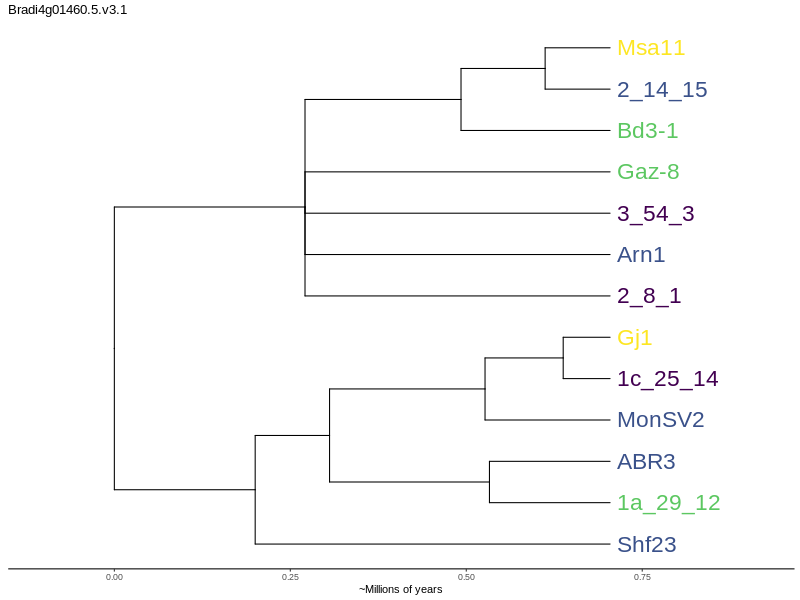 Bradi4g01460.5.v3.1
Msa11
2_14_15
Bd3-1
Gaz-8
3_54_3
Arn1
2_8_1
Gj1
1c_25_14
MonSV2
ABR3
1a_29_12
Shf23
0.00 0.25 0.50 0.75
~Millions of years